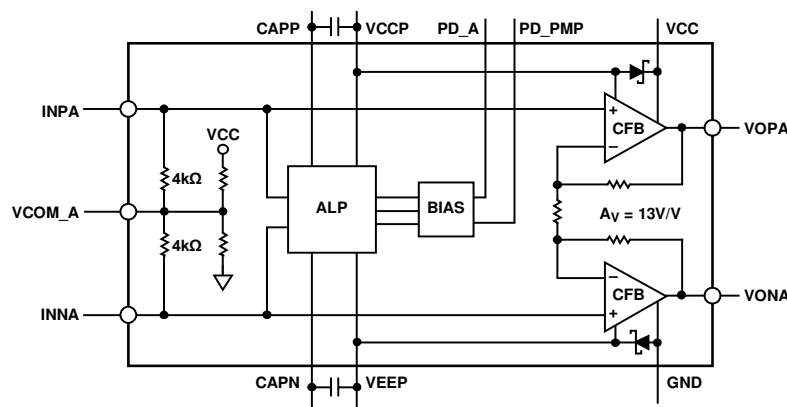 CAPP
VCCP
PD_A
PD_PMP
VCC
INPA
VCC
+
CFB
−
VOPA
4kΩ
ALP
BIAS
VCOM_A
AV = 13V/V
4kΩ
−
CFB
+
INNA
VONA
CAPN
VEEP
GND